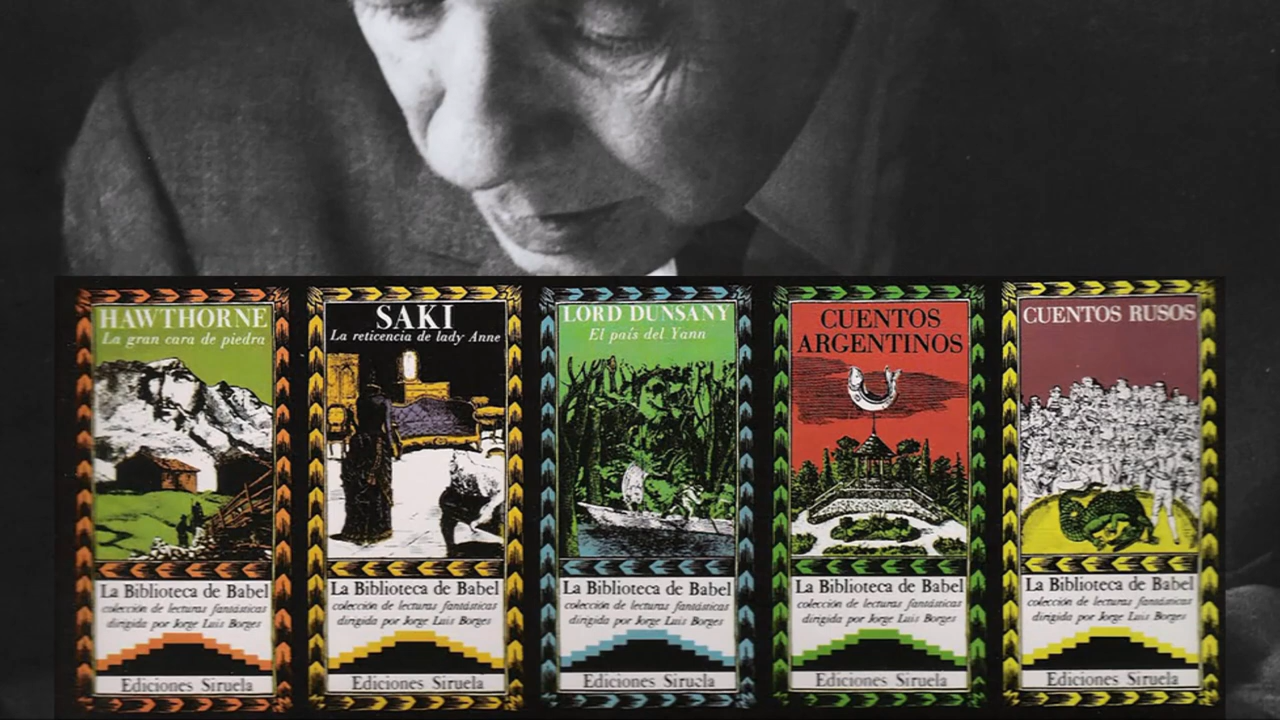 HAWTHORNE
La gran cara de piedra
La Biblioteca de Babel
colección de lecturas fantásticas
dirigida por Jorge Luis Borges
Ediciones Siruela
SAKI
La reticencia de lady Anne
La Biblioteca de Babel
colección de lecturas fantásticas
dirigida por Jorge Luis Borges
Ediciones Siruela
LORD DUNSANY
El país del Yann
La Biblioteca de Babel
colección de lecturas fantásticas
dirigida por Jorge Luis Borges
Ediciones Siruela
CUENTOS
ARGENTINOS
La Biblioteca de Babel
colección de lecturas fantásticas
dirigida por Jorge Luis Borges
Ediciones Siruela
CUENTOS RUSOS
La Biblioteca de Babel
colección de lecturas fantásticas
dirigida por Jorge Luis Borges
Ediciones Siruela